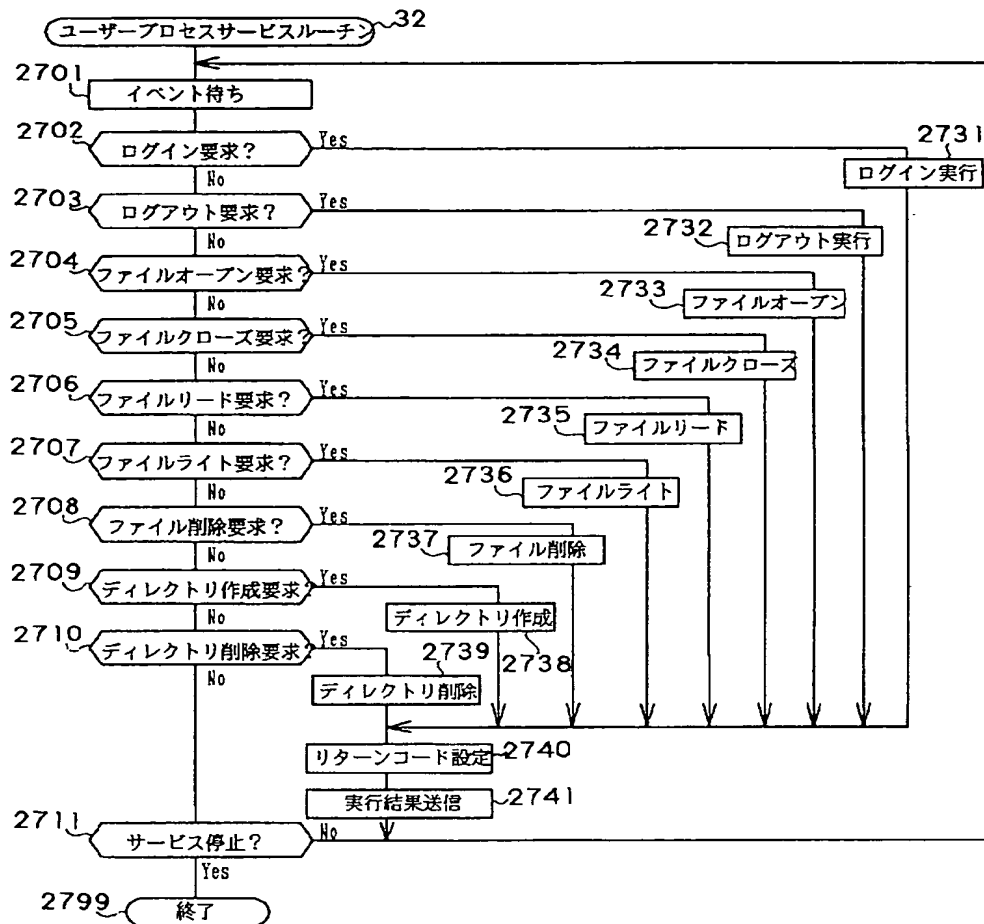 ユーザープロセスサービスルーチン 32
2701 イベント待ち
2702 ログイン要求? Yes
2731 ログイン実行
No
2703 ログアウト要求? Yes
2732 ログアウト実行
No
2704 ファイルオープン要求? Yes
2733 ファイルオープン
No
2705 ファイルクローズ要求? Yes
2734 ファイルクローズ
No
2706 ファイルリード要求? Yes
2735 ファイルリード
No
2707 ファイルライト要求? Yes
2736 ファイルライト
No
2708 ファイル削除要求? Yes
2737 ファイル削除
No
2709 ディレクトリ作成要求? Yes
ディレクトリ作成 2738
No
2710 ディレクトリ削除要求? Yes
2739 ディレクトリ削除
No
リターンコード設定 2740
実行結果送信 2741
2711 サービス停止? No
Yes
2799 終了